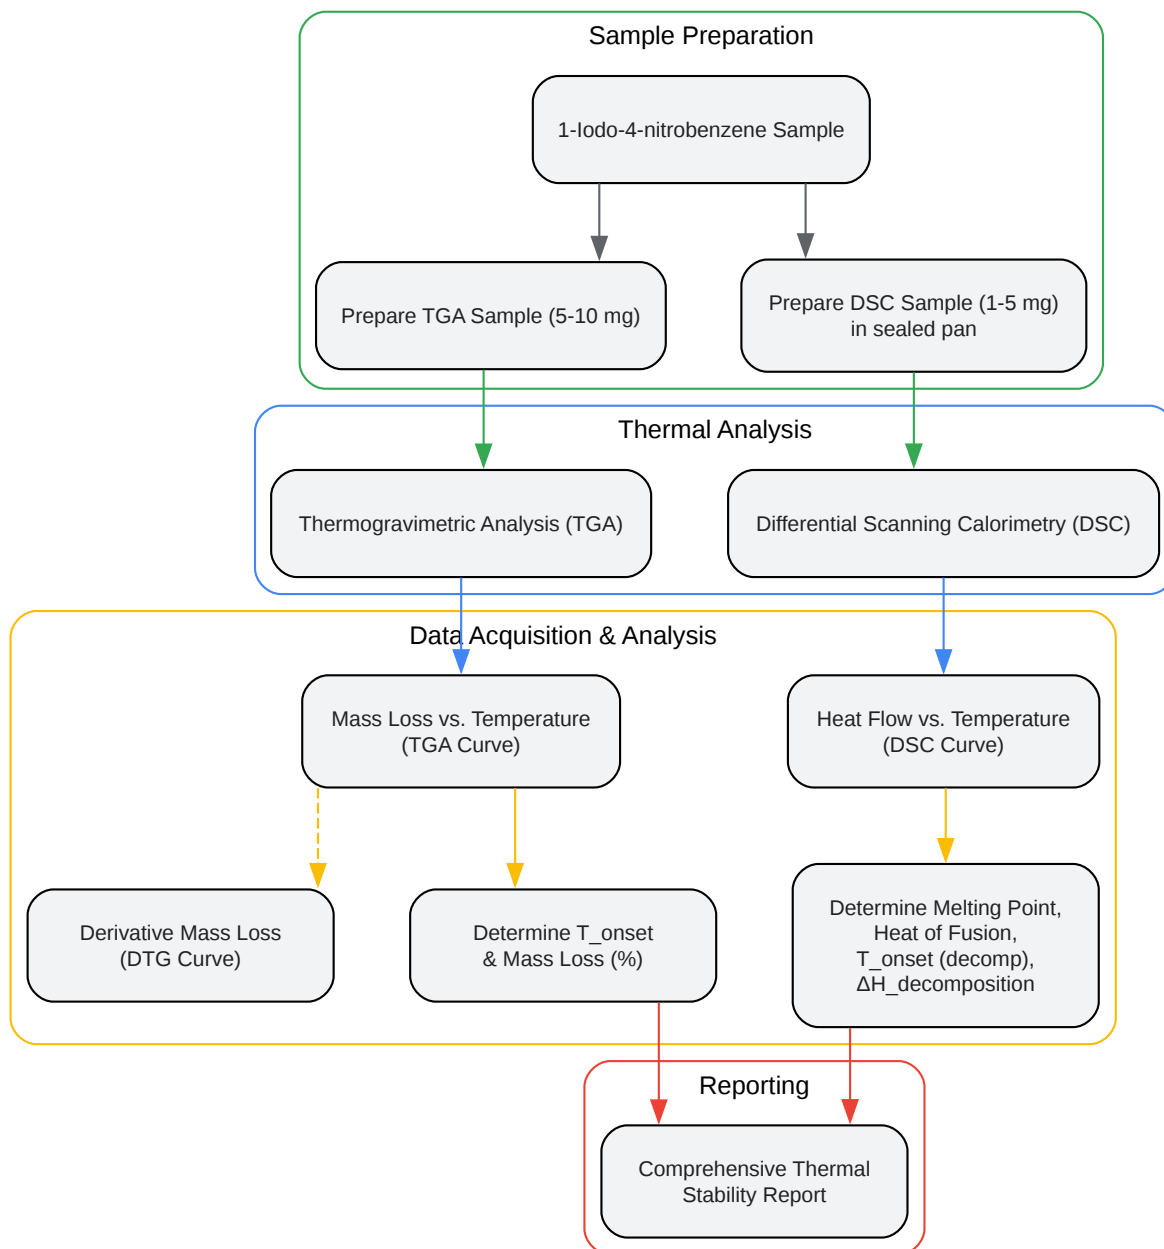 Sample Preparation
1-Iodo-4-nitrobenzene Sample
Prepare TGA Sample (5-10 mg)
Prepare DSC Sample (1-5 mg)
in sealed pan
Thermal Analysis
Thermogravimetric Analysis (TGA)
Differential Scanning Calorimetry (DSC)
Data Acquisition & Analysis
Mass Loss vs. Temperature
(TGA Curve)
Heat Flow vs. Temperature
(DSC Curve)
Derivative Mass Loss
(DTG Curve)
Determine T_onset
& Mass Loss (%)
Determine Melting Point,
Heat of Fusion,
T_onset (decomp),
ΔH_decomposition
Reporting
Comprehensive Thermal
Stability Report